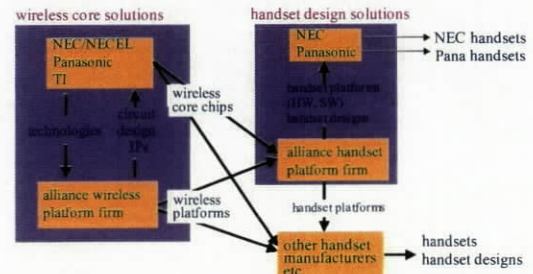 wireless core solutions
handset design solutions
NEC/NECEL
Panasonic
TI
NEC
Panasonic
NEC handsets
Pana handsets
wireless
core chips
handset platforms
(HW, SW)
handset designs
technologies
circuit
design
IPs
alliance wireless
platform firm
alliance handset
platform firm
wireless
platforms
handset platforms
other handset
manufacturers
etc
handsets
handset designs